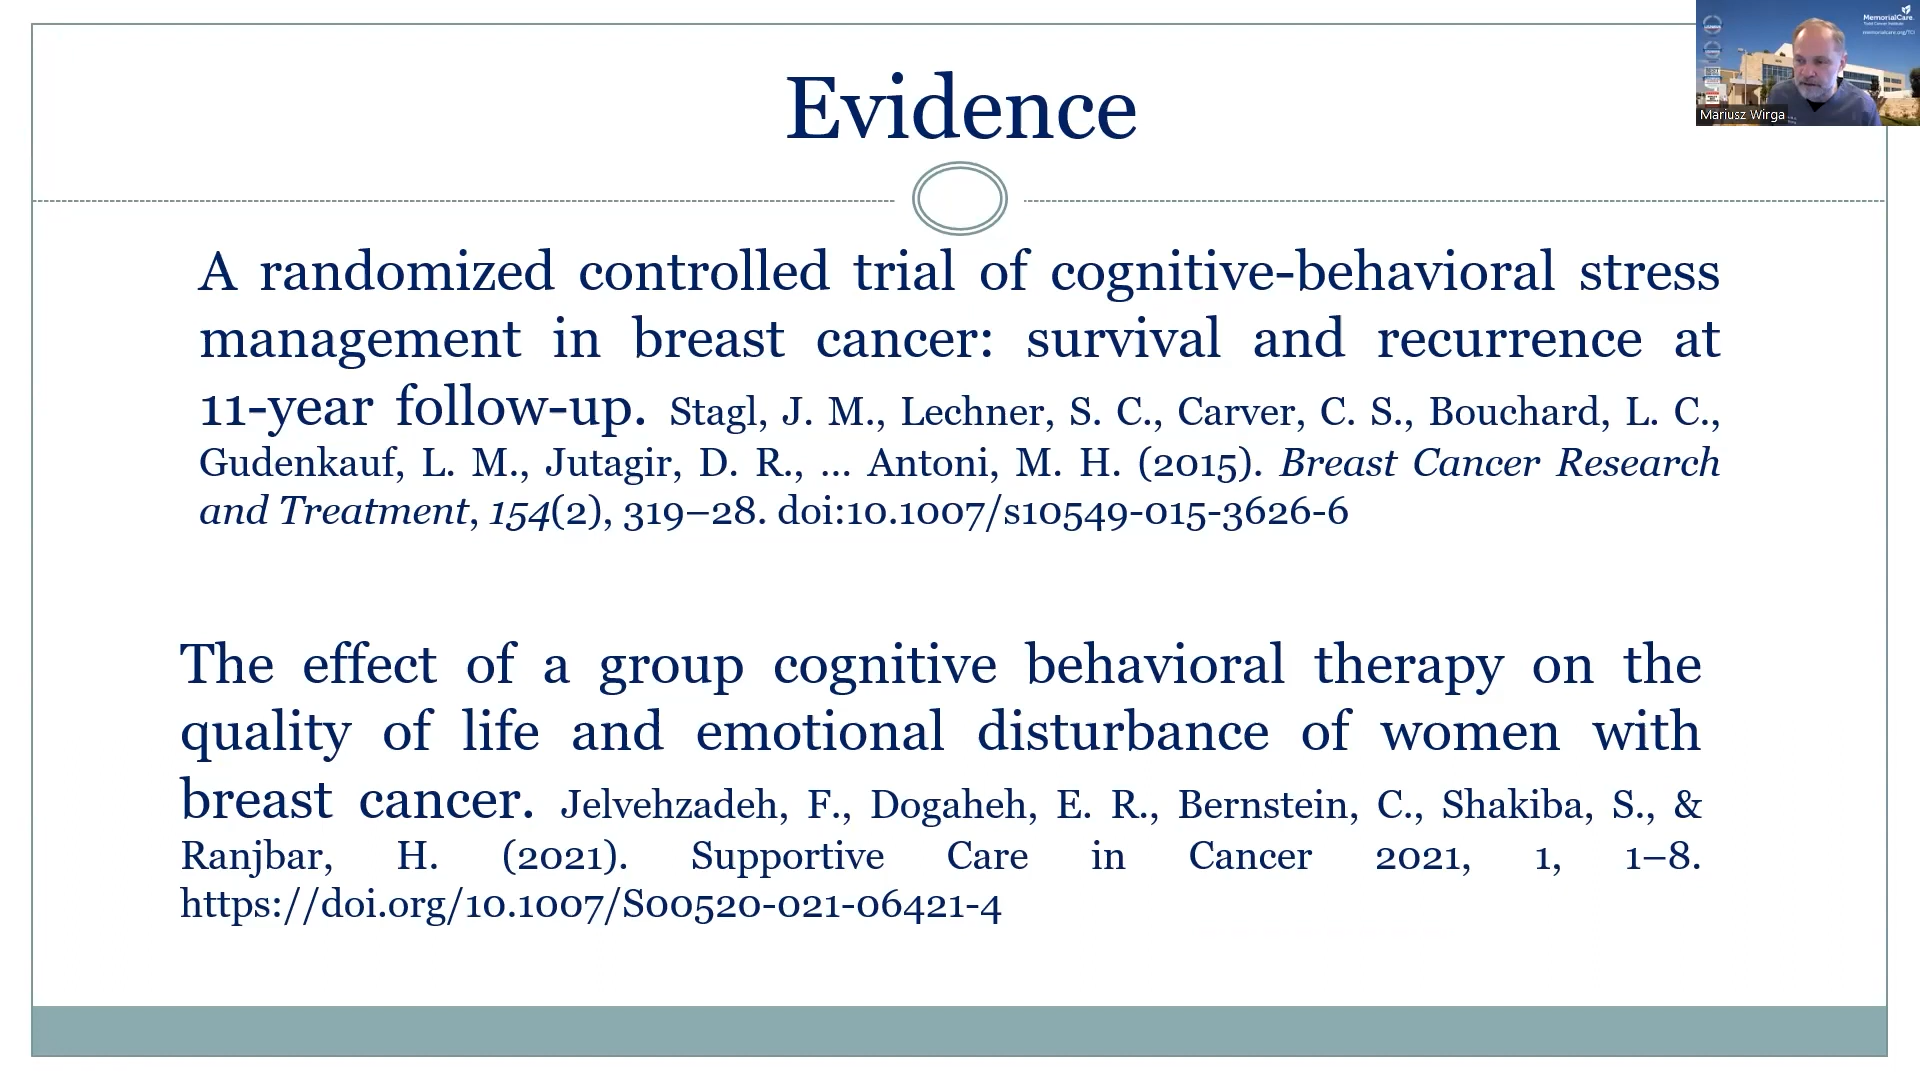 Evidence
MemorialCare.
Mariusz Wirga
A randomized controlled trial of cognitive-behavioral stress
management in breast cancer: survival and recurrence at
11-year follow-up. Stagl, J. M., Lechner, S. C., Carver, C. S., Bouchard, L. C.,
Gudenkauf, L. M., Jutagir, D. R., ... Antoni, M. H. (2015). Breast Cancer Research
and Treatment, 154(2), 319–28. doi:10.1007/s10549-015-3626-6
The effect of a group cognitive behavioral therapy on the
quality of life and emotional disturbance of women with
breast cancer. Jelvehzadeh, F., Dogaheh, E. R., Bernstein, C., Shakiba, S., &
Ranjbar, H. (2021). Supportive Care in Cancer 2021, 1, 1–8.
https://doi.org/10.1007/S00520-021-06421-4